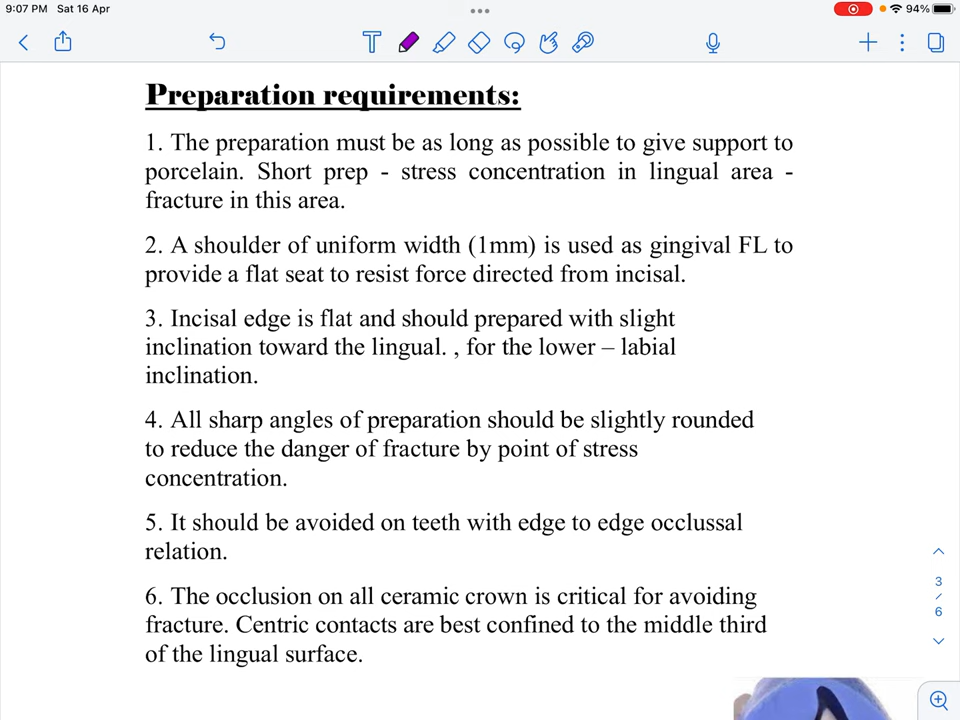 9:07 PM Sat 16 Apr
94%
Preparation requirements:
1. The preparation must be as long as possible to give support to
porcelain. Short prep - stress concentration in lingual area -
fracture in this area.
2. A shoulder of uniform width (1mm) is used as gingival FL to
provide a flat seat to resist force directed from incisal.
3. Incisal edge is flat and should prepared with slight
inclination toward the lingual. , for the lower – labial
inclination.
4. All sharp angles of preparation should be slightly rounded
to reduce the danger of fracture by point of stress
concentration.
5. It should be avoided on teeth with edge to edge occlussal
relation.
6. The occlusion on all ceramic crown is critical for avoiding
fracture. Centric contacts are best confined to the middle third
of the lingual surface.
3
/
6